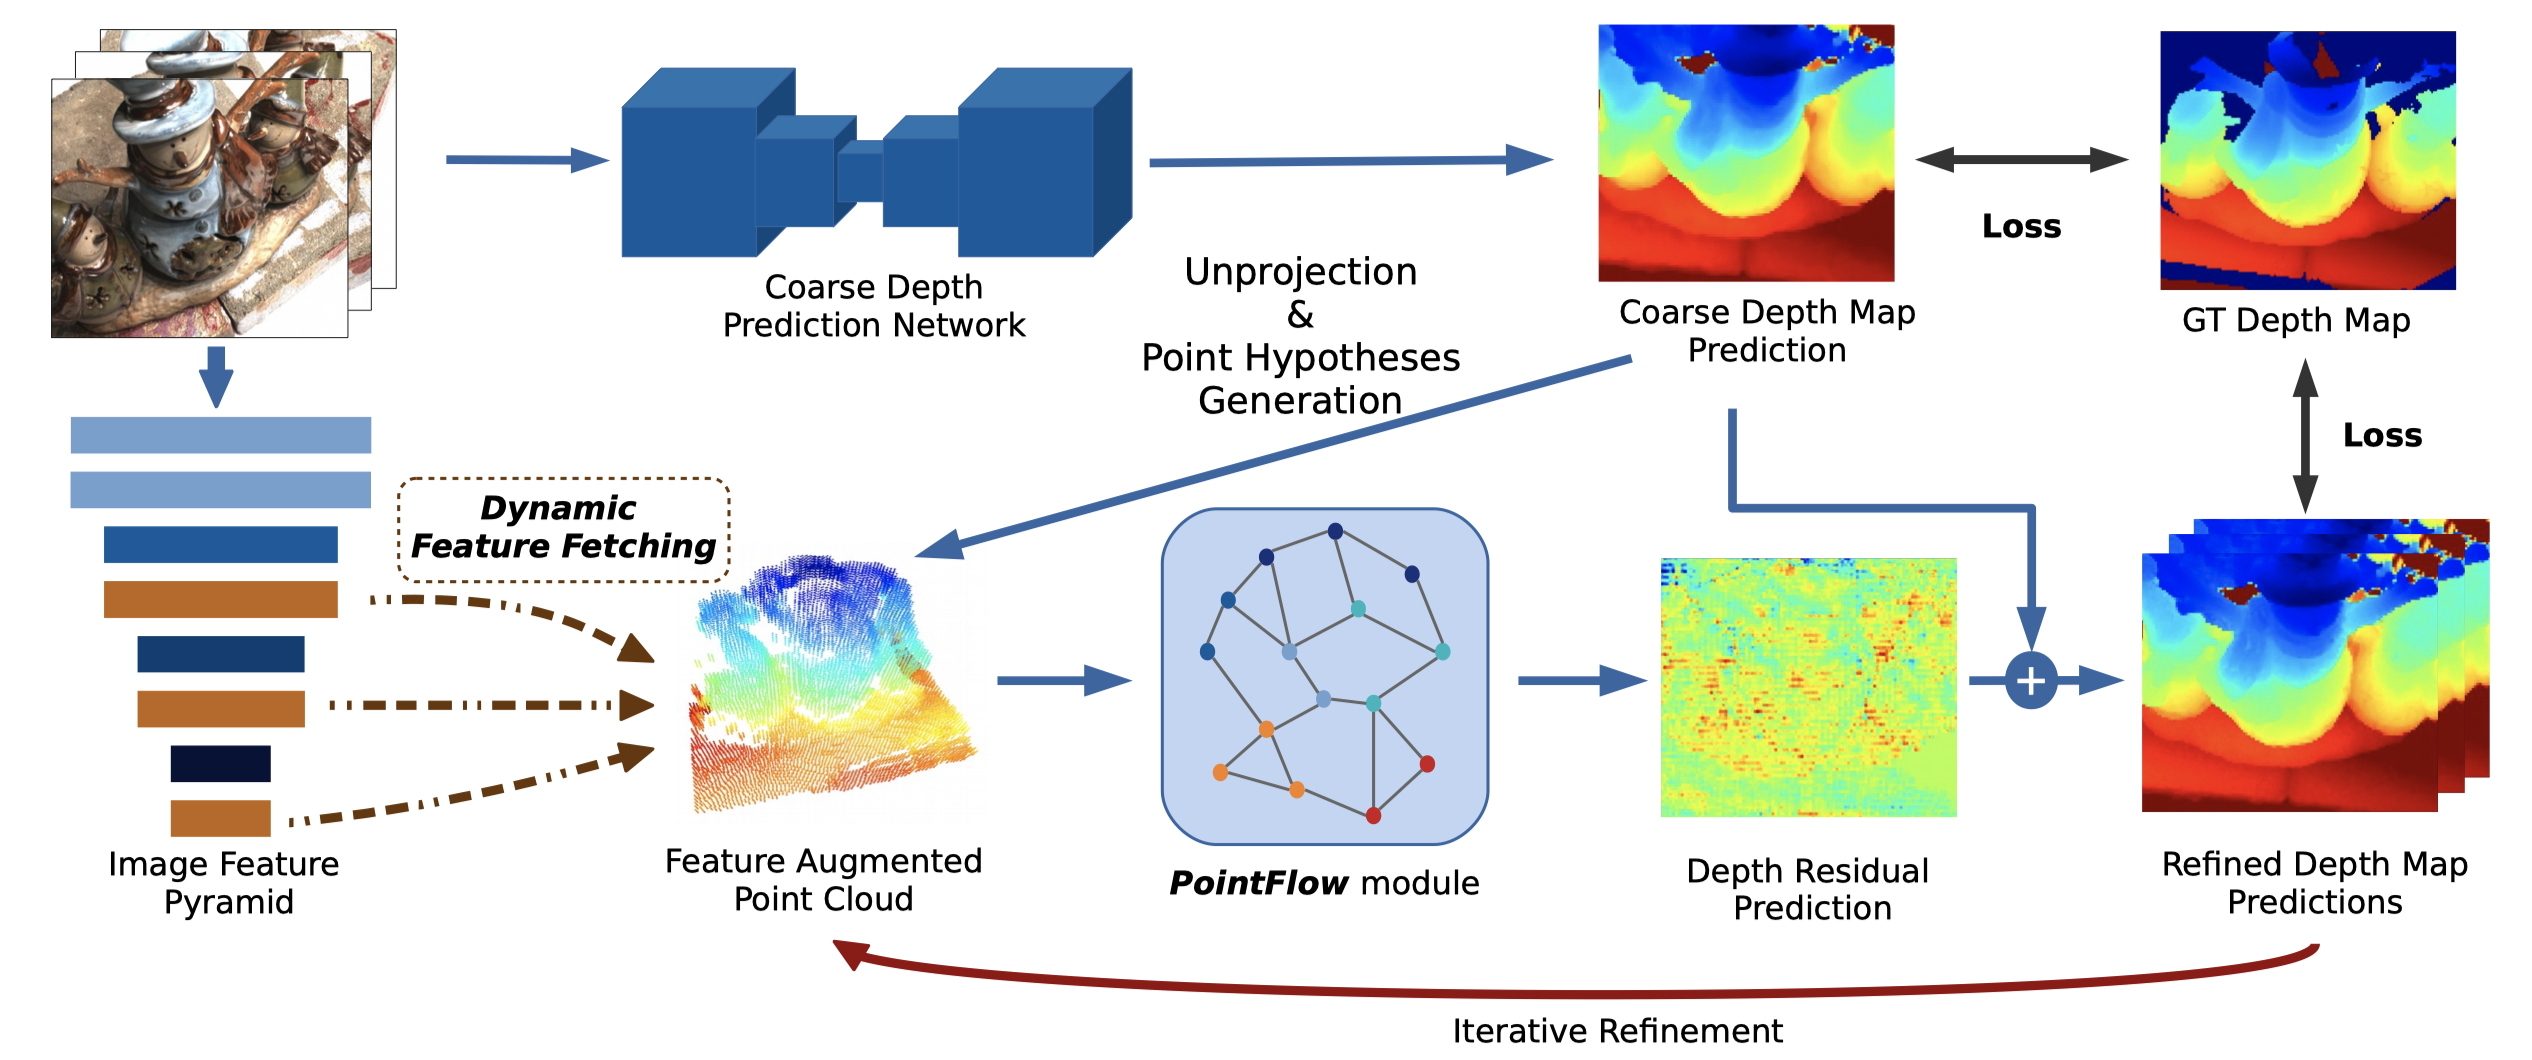 Coarse Depth
Prediction Network
Unprojection
&
Point Hypotheses
Generation
Coarse Depth Map
Prediction
Loss
GT Depth Map
Loss
Dynamic
Feature Fetching
Image Feature
Pyramid
Feature Augmented
Point Cloud
PointFlow module
Depth Residual
Prediction
Refined Depth Map
Predictions
Iterative Refinement